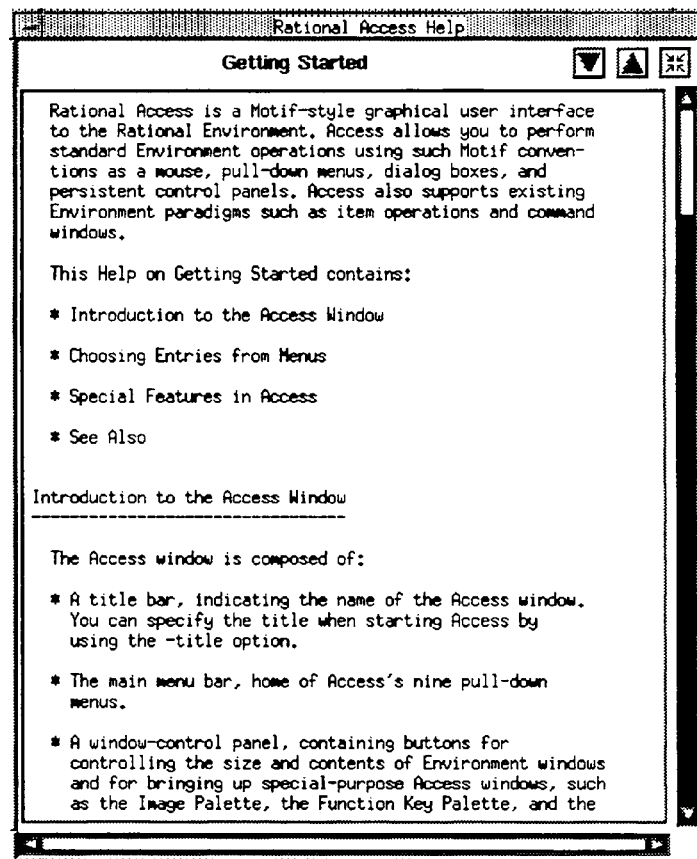 Rational Access Help
Getting Started
Rational Access is a Motif-style graphical user interface
to the Rational Environment. Access allows you to perform
standard Environment operations using such Motif conven-
tions as a mouse, pull-down menus, dialog boxes, and
persistent control panels. Access also supports existing
Environment paradigms such as item operations and command
windows.
This Help on Getting Started contains:
* Introduction to the Access Window
* Choosing Entries from Menus
* Special Features in Access
* See Also
Introduction to the Access Window
---------------------------------
The Access window is composed of:
* A title bar, indicating the name of the Access window.
You can specify the title when starting Access by
using the -title option.
* The main menu bar, home of Access's nine pull-down
menus.
* A window-control panel, containing buttons for
controlling the size and contents of Environment windows
and for bringing up special-purpose Access windows, such
as the Image Palette, the Function Key Palette, and the